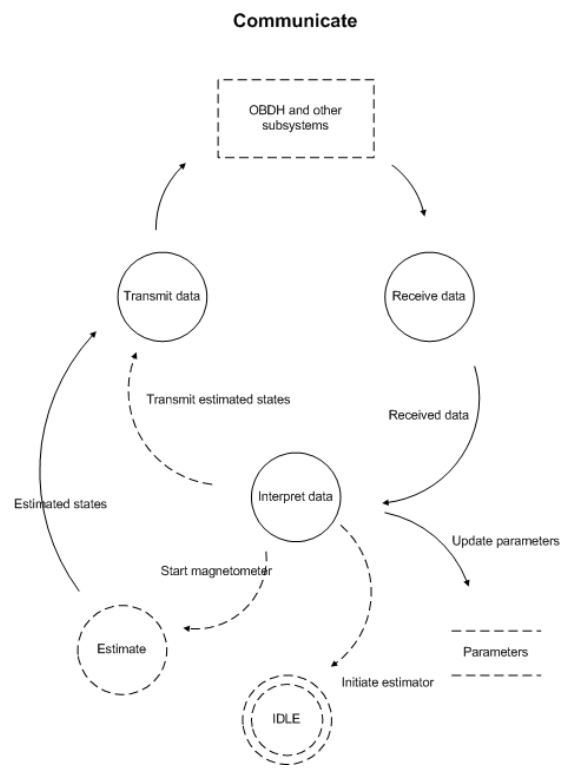 Communicate
OBDH and other
subsystems
Transmit data
Receive data
Transmit estimated states
Received data
Interpret data
Estimated states
Update parameters
Start magnetometer
Estimate
Parameters
Initiate estimator
IDLE